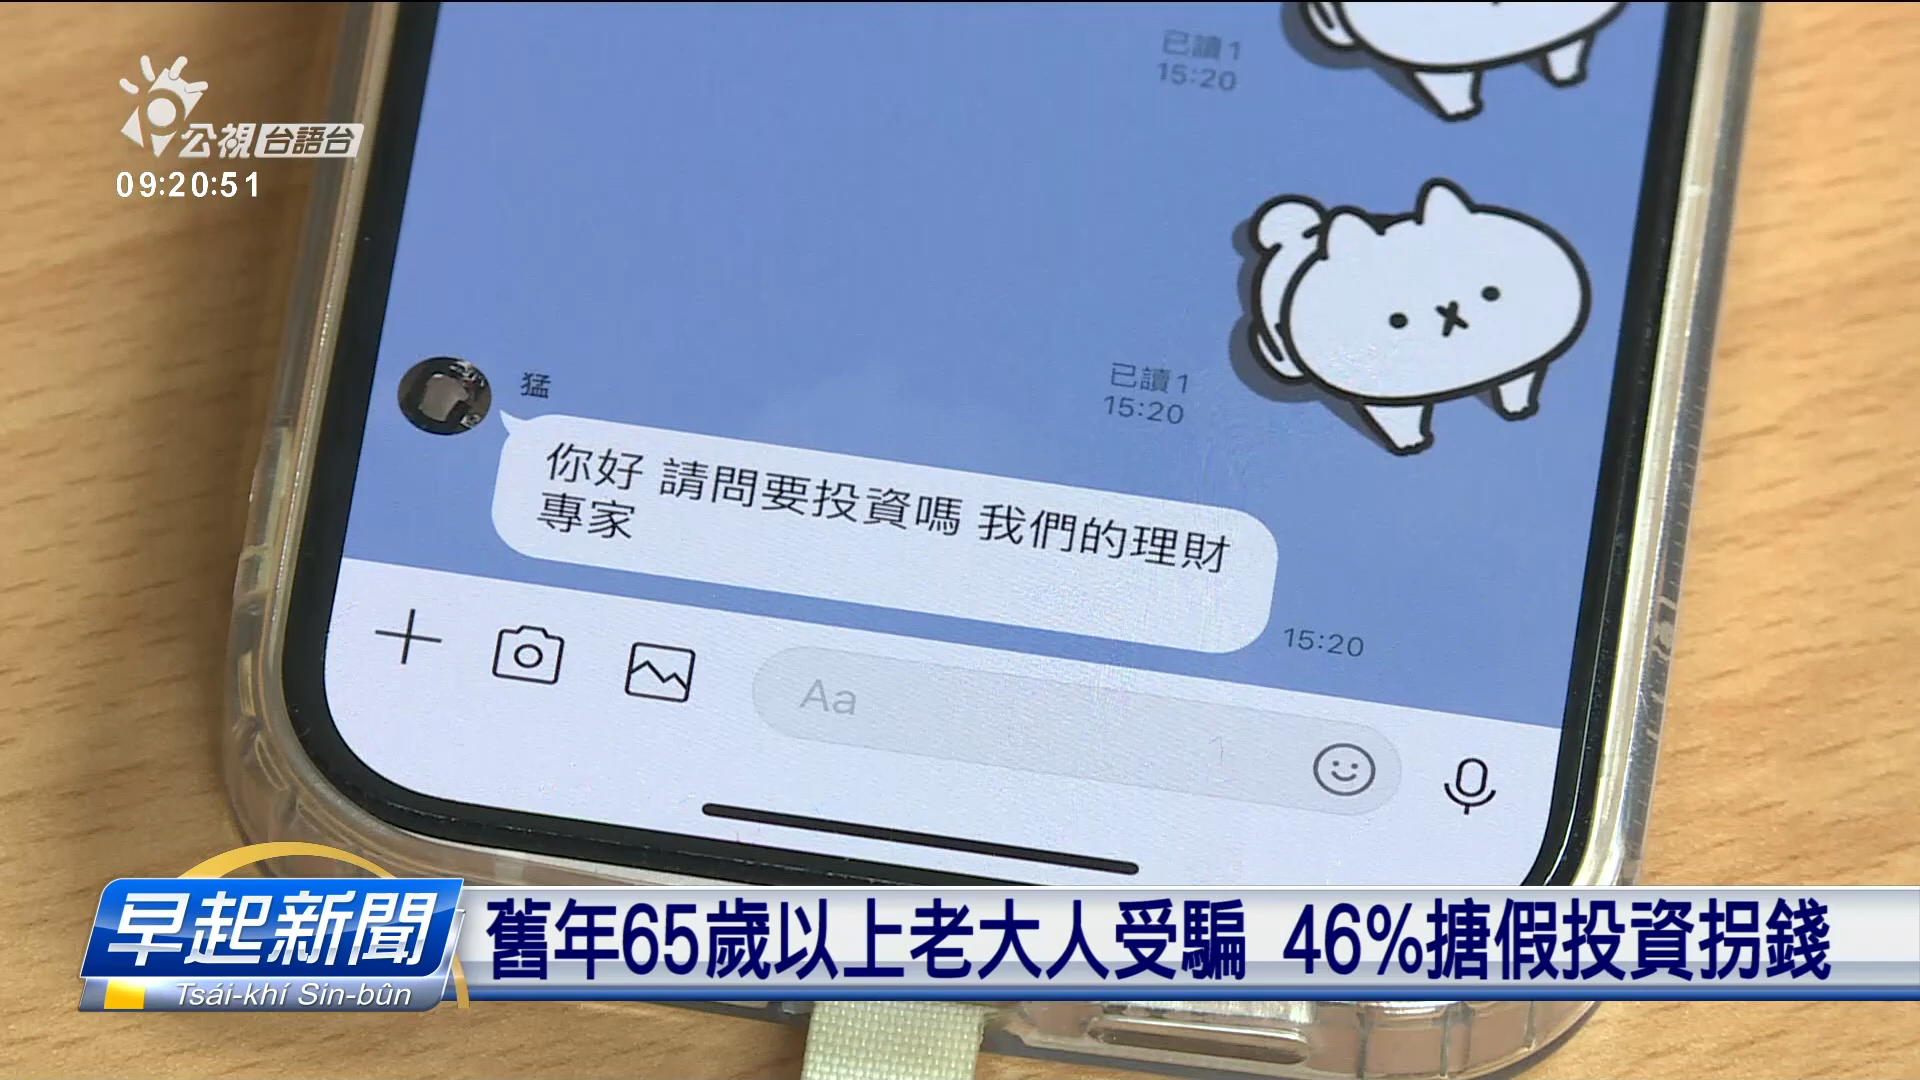 公視台語台
09:20:51
已讀1
15:20
已讀1
15:20
猛
你好 請問要投資嗎 我們的理財
專家
15:20
Aa
早起新聞
Tsái-khí Sin-bûn
舊年65歲以上老大人受騙 46%搪假投資拐錢